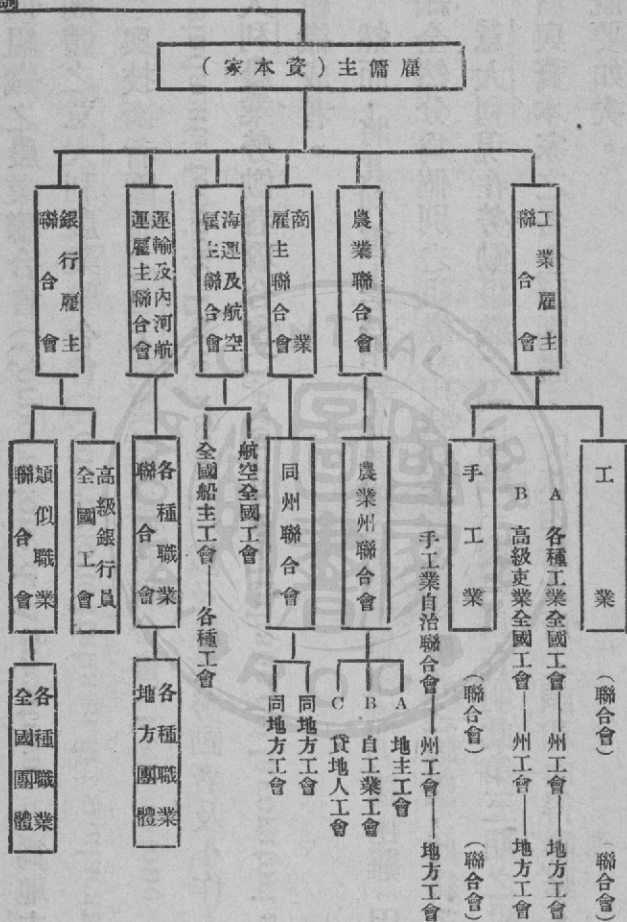 調
雇傭主（資本家）
工業雇主聯合會
農業聯合會
商業雇主聯合會
海運及航空雇主聯合會
運輸及內河航運雇主聯合會
銀行雇主聯合會
工業（聯合會）（聯合會）
A 各種工業全國工會——州工會——地方工會
B 高級吏業全國工會——州工會——地方工會
手工業（聯合會）（聯合會）
手工業自治聯合會——州工會——地方工會
農業州聯合會
A 地主工會
B 自工業工會
C 貸地人工會
同州聯合會
同地方工會
同地方工會
航空全國工會
全國船主工會——各種工會
各種職業聯合會
各種職業地方團體
高級銀行員全國工會
類似職業聯合會
各種職業全國團體